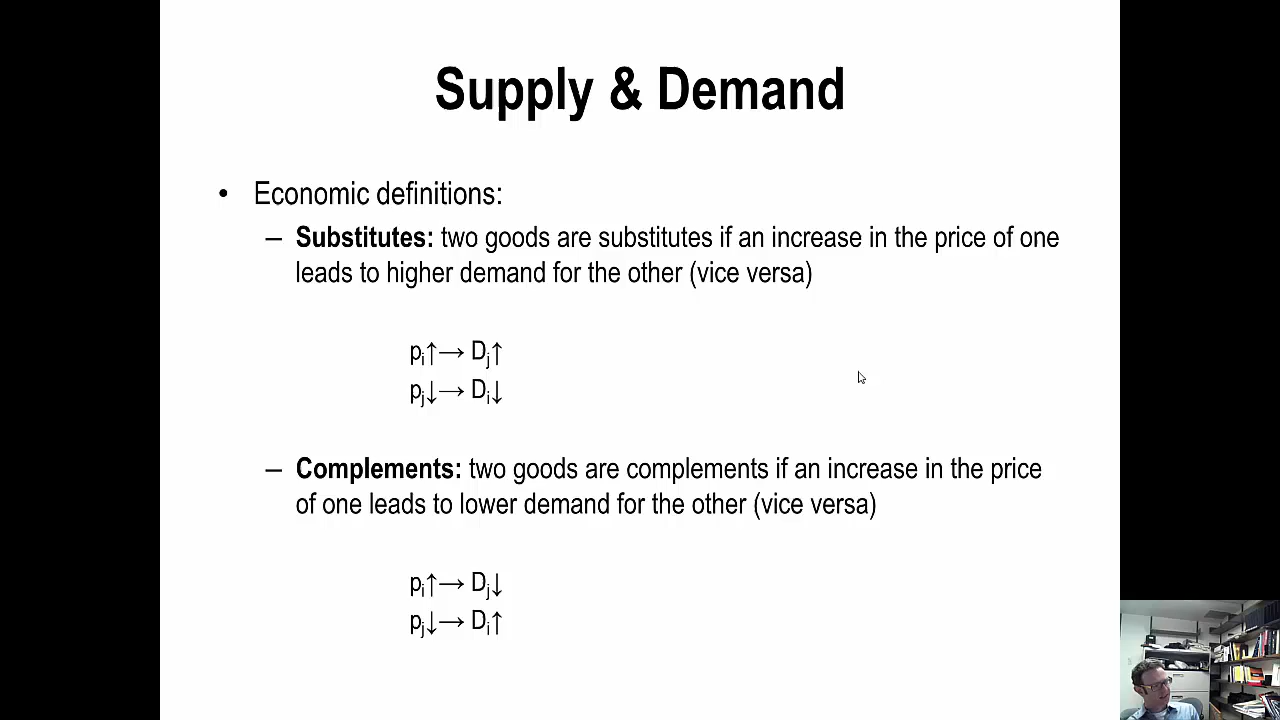 Supply & Demand
• Economic definitions:
– Substitutes: two goods are substitutes if an increase in the price of one
leads to higher demand for the other (vice versa)
pᵢ↑→ Dⱼ↑
pⱼ↓→ Dᵢ↓
– Complements: two goods are complements if an increase in the price
of one leads to lower demand for the other (vice versa)
pᵢ↑→ Dⱼ↓
pⱼ↓→ Dᵢ↑